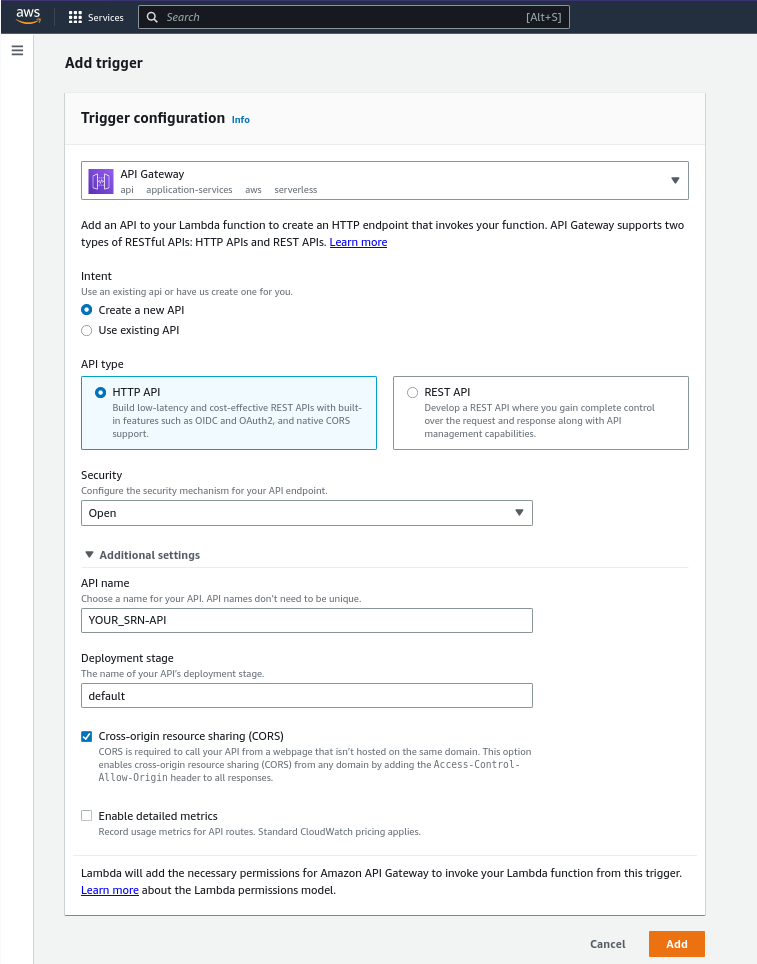 aws
Services
Search
[Alt+S]
Add trigger
Trigger configuration Info
API Gateway
api application-services aws serverless
Add an API to your Lambda function to create an HTTP endpoint that invokes your function. API Gateway supports two
types of RESTful APIs: HTTP APIs and REST APIs. Learn more
Intent
Use an existing api or have us create one for you.
Create a new API
Use existing API
API type
HTTP API
Build low-latency and cost-effective REST APIs with built-
in features such as OIDC and OAuth2, and native CORS
support.
REST API
Develop a REST API where you gain complete control
over the request and response along with API
management capabilities.
Security
Configure the security mechanism for your API endpoint.
Open
Additional settings
API name
Choose a name for your API. API names don't need to be unique.
YOUR_SRN-API
Deployment stage
The name of your API's deployment stage.
default
Cross-origin resource sharing (CORS)
CORS is required to call your API from a webpage that isn't hosted on the same domain. This option
enables cross-origin resource sharing (CORS) from any domain by adding the Access-Control-
Allow-Origin header to all responses.
Enable detailed metrics
Record usage metrics for API routes. Standard CloudWatch pricing applies.
Lambda will add the necessary permissions for Amazon API Gateway to invoke your Lambda function from this trigger.
Learn more about the Lambda permissions model.
Cancel
Add